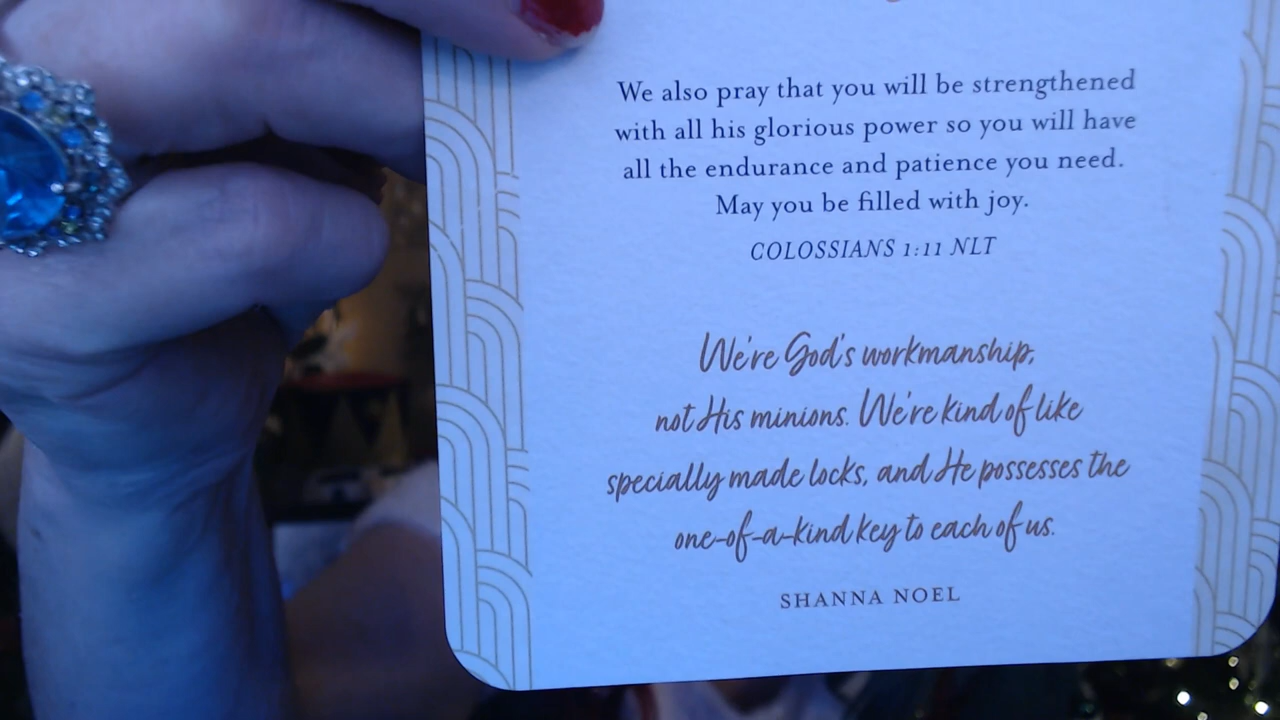 We also pray that you will be strengthened
with all his glorious power so you will have
all the endurance and patience you need.
May you be filled with joy.
COLOSSIANS 1:11 NLT
We're God's workmanship,
not His minions. We're kind of like
specially made locks, and He possesses the
one-of-a-kind key to each of us.
SHANNA NOEL